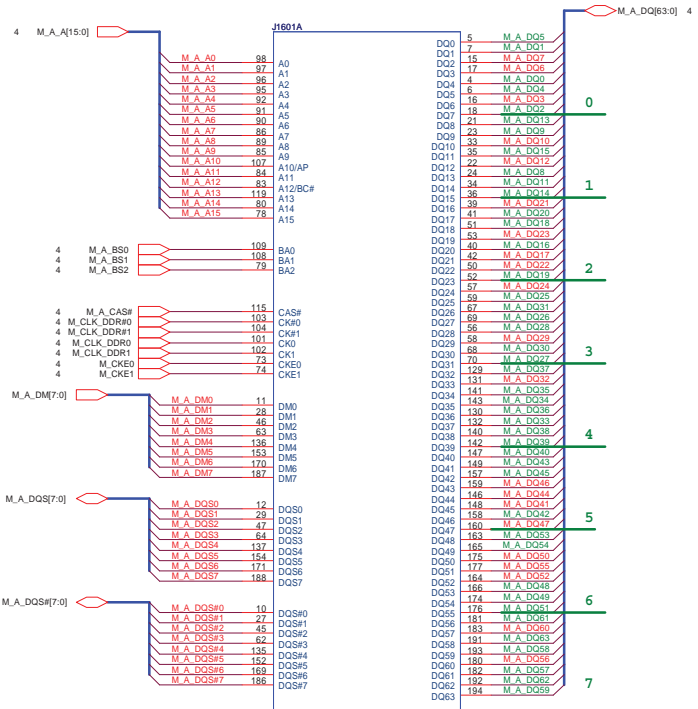 J1601A
4 M_A_A[15:0]
M_A_A0 98 A0
M_A_A1 97 A1
M_A_A2 96 A2
M_A_A3 95 A3
M_A_A4 92 A4
M_A_A5 91 A5
M_A_A6 90 A6
M_A_A7 86 A7
M_A_A8 89 A8
M_A_A9 85 A9
M_A_A10 107 A10/AP
M_A_A11 84 A11
M_A_A12 83 A12/BC#
M_A_A13 119 A13
M_A_A14 80 A14
M_A_A15 78 A15
4 M_A_BS0 109 BA0
4 M_A_BS1 108 BA1
4 M_A_BS2 79 BA2
4 M_A_CAS# 115 CAS#
4 M_CLK_DDR#0 103 CK#0
4 M_CLK_DDR#1 104 CK#1
4 M_CLK_DDR0 101 CK0
4 M_CLK_DDR1 102 CK1
4 M_CKE0 73 CKE0
4 M_CKE1 74 CKE1
M_A_DM[7:0]
M_A_DM0 11 DM0
M_A_DM1 28 DM1
M_A_DM2 46 DM2
M_A_DM3 63 DM3
M_A_DM4 136 DM4
M_A_DM5 153 DM5
M_A_DM6 170 DM6
M_A_DM7 187 DM7
M_A_DQS[7:0]
M_A_DQS0 12 DQS0
M_A_DQS1 29 DQS1
M_A_DQS2 47 DQS2
M_A_DQS3 64 DQS3
M_A_DQS4 137 DQS4
M_A_DQS5 154 DQS5
M_A_DQS6 171 DQS6
M_A_DQS7 188 DQS7
M_A_DQS#[7:0]
M_A_DQS#0 10 DQS#0
M_A_DQS#1 27 DQS#1
M_A_DQS#2 45 DQS#2
M_A_DQS#3 62 DQS#3
M_A_DQS#4 135 DQS#4
M_A_DQS#5 152 DQS#5
M_A_DQS#6 169 DQS#6
M_A_DQS#7 186 DQS#7
M_A_DQ[63:0] 4
DQ0 5 M_A_DQ5
DQ1 7 M_A_DQ1
DQ2 15 M_A_DQ7
DQ3 17 M_A_DQ6
DQ4 4 M_A_DQ0
DQ5 6 M_A_DQ4
DQ6 16 M_A_DQ3
DQ7 18 M_A_DQ2
0
DQ8 21 M_A_DQ13
DQ9 23 M_A_DQ9
DQ10 33 M_A_DQ10
DQ11 35 M_A_DQ15
DQ12 22 M_A_DQ12
DQ13 24 M_A_DQ8
DQ14 34 M_A_DQ11
DQ15 36 M_A_DQ14
1
DQ16 39 M_A_DQ21
DQ17 41 M_A_DQ20
DQ18 51 M_A_DQ18
DQ19 53 M_A_DQ23
DQ20 40 M_A_DQ16
DQ21 42 M_A_DQ17
DQ22 50 M_A_DQ22
DQ23 52 M_A_DQ19
2
DQ24 57 M_A_DQ24
DQ25 59 M_A_DQ25
DQ26 67 M_A_DQ31
DQ27 69 M_A_DQ26
DQ28 56 M_A_DQ28
DQ29 58 M_A_DQ29
DQ30 68 M_A_DQ30
DQ31 70 M_A_DQ27
3
DQ32 129 M_A_DQ37
DQ33 131 M_A_DQ32
DQ34 141 M_A_DQ35
DQ35 143 M_A_DQ34
DQ36 130 M_A_DQ36
DQ37 132 M_A_DQ33
DQ38 140 M_A_DQ38
DQ39 142 M_A_DQ39
4
DQ40 147 M_A_DQ40
DQ41 149 M_A_DQ43
DQ42 157 M_A_DQ45
DQ43 159 M_A_DQ46
DQ44 146 M_A_DQ44
DQ45 148 M_A_DQ41
DQ46 158 M_A_DQ42
DQ47 160 M_A_DQ47
5
DQ48 163 M_A_DQ53
DQ49 165 M_A_DQ54
DQ50 175 M_A_DQ50
DQ51 177 M_A_DQ55
DQ52 164 M_A_DQ52
DQ53 166 M_A_DQ48
DQ54 174 M_A_DQ49
DQ55 176 M_A_DQ51
6
DQ56 181 M_A_DQ61
DQ57 183 M_A_DQ60
DQ58 191 M_A_DQ63
DQ59 193 M_A_DQ58
DQ60 180 M_A_DQ56
DQ61 182 M_A_DQ57
DQ62 192 M_A_DQ62
DQ63 194 M_A_DQ59
7